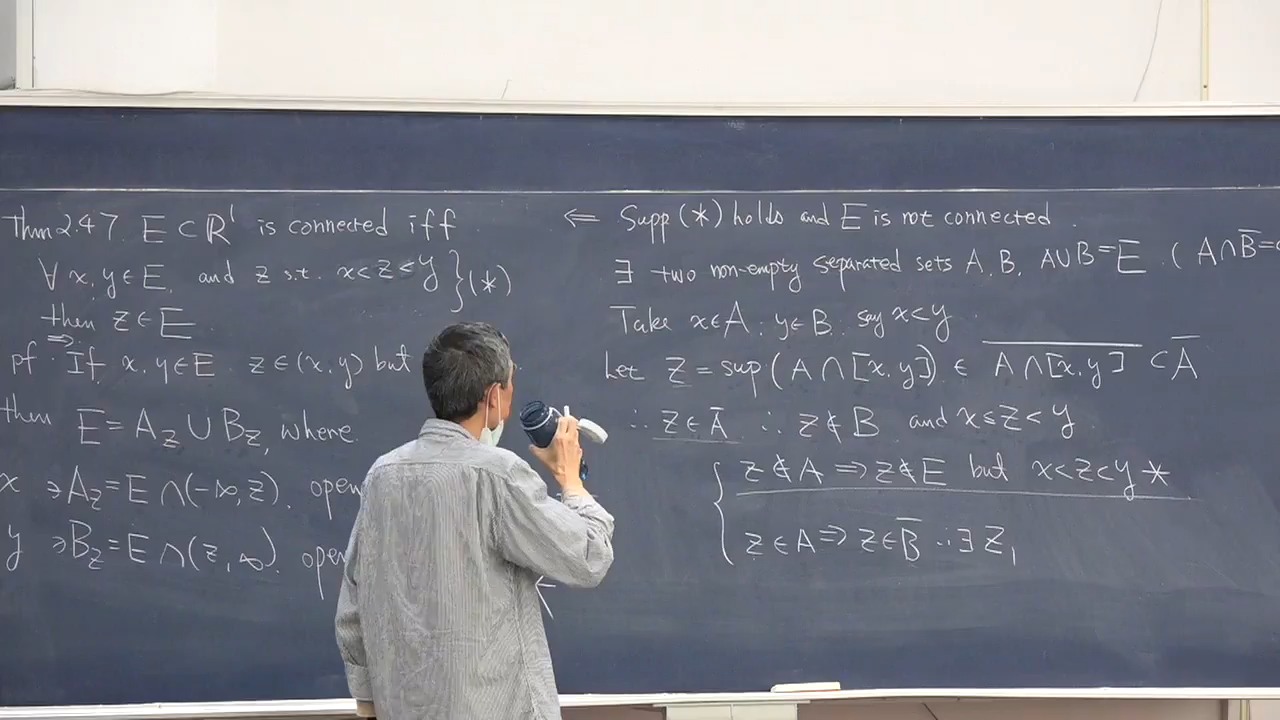 Thm 2.47. E ⊂ R¹ is connected iff
∀ x, y ∈ E, and z s.t. x < z < y } (*)
then z ∈ E
pf. ⇒ If x, y ∈ E z ∈ (x, y) but
then E = A_z ∪ B_z, where
x ∋ A_z = E ∩ (-∞, z). open
y ∋ B_z = E ∩ (z, ∞). open
⇐ Supp (*) holds and E is not connected.
∃ two non-empty separated sets A, B, A∪B = E. ( A ∩ B̅ =
Take x ∈ A, y ∈ B, say x < y.
Let z = sup(A ∩ [x, y]) ∈ \overline{A ∩ [x, y]} ⊂ A̅
∴ z ∈ A̅ ∴ z ∉ B and x ≤ z < y
{ z ∉ A ⇒ z ∉ E but x < z < y *
z ∈ A ⇒ z ∈ B̅ ∴ ∃ z₁